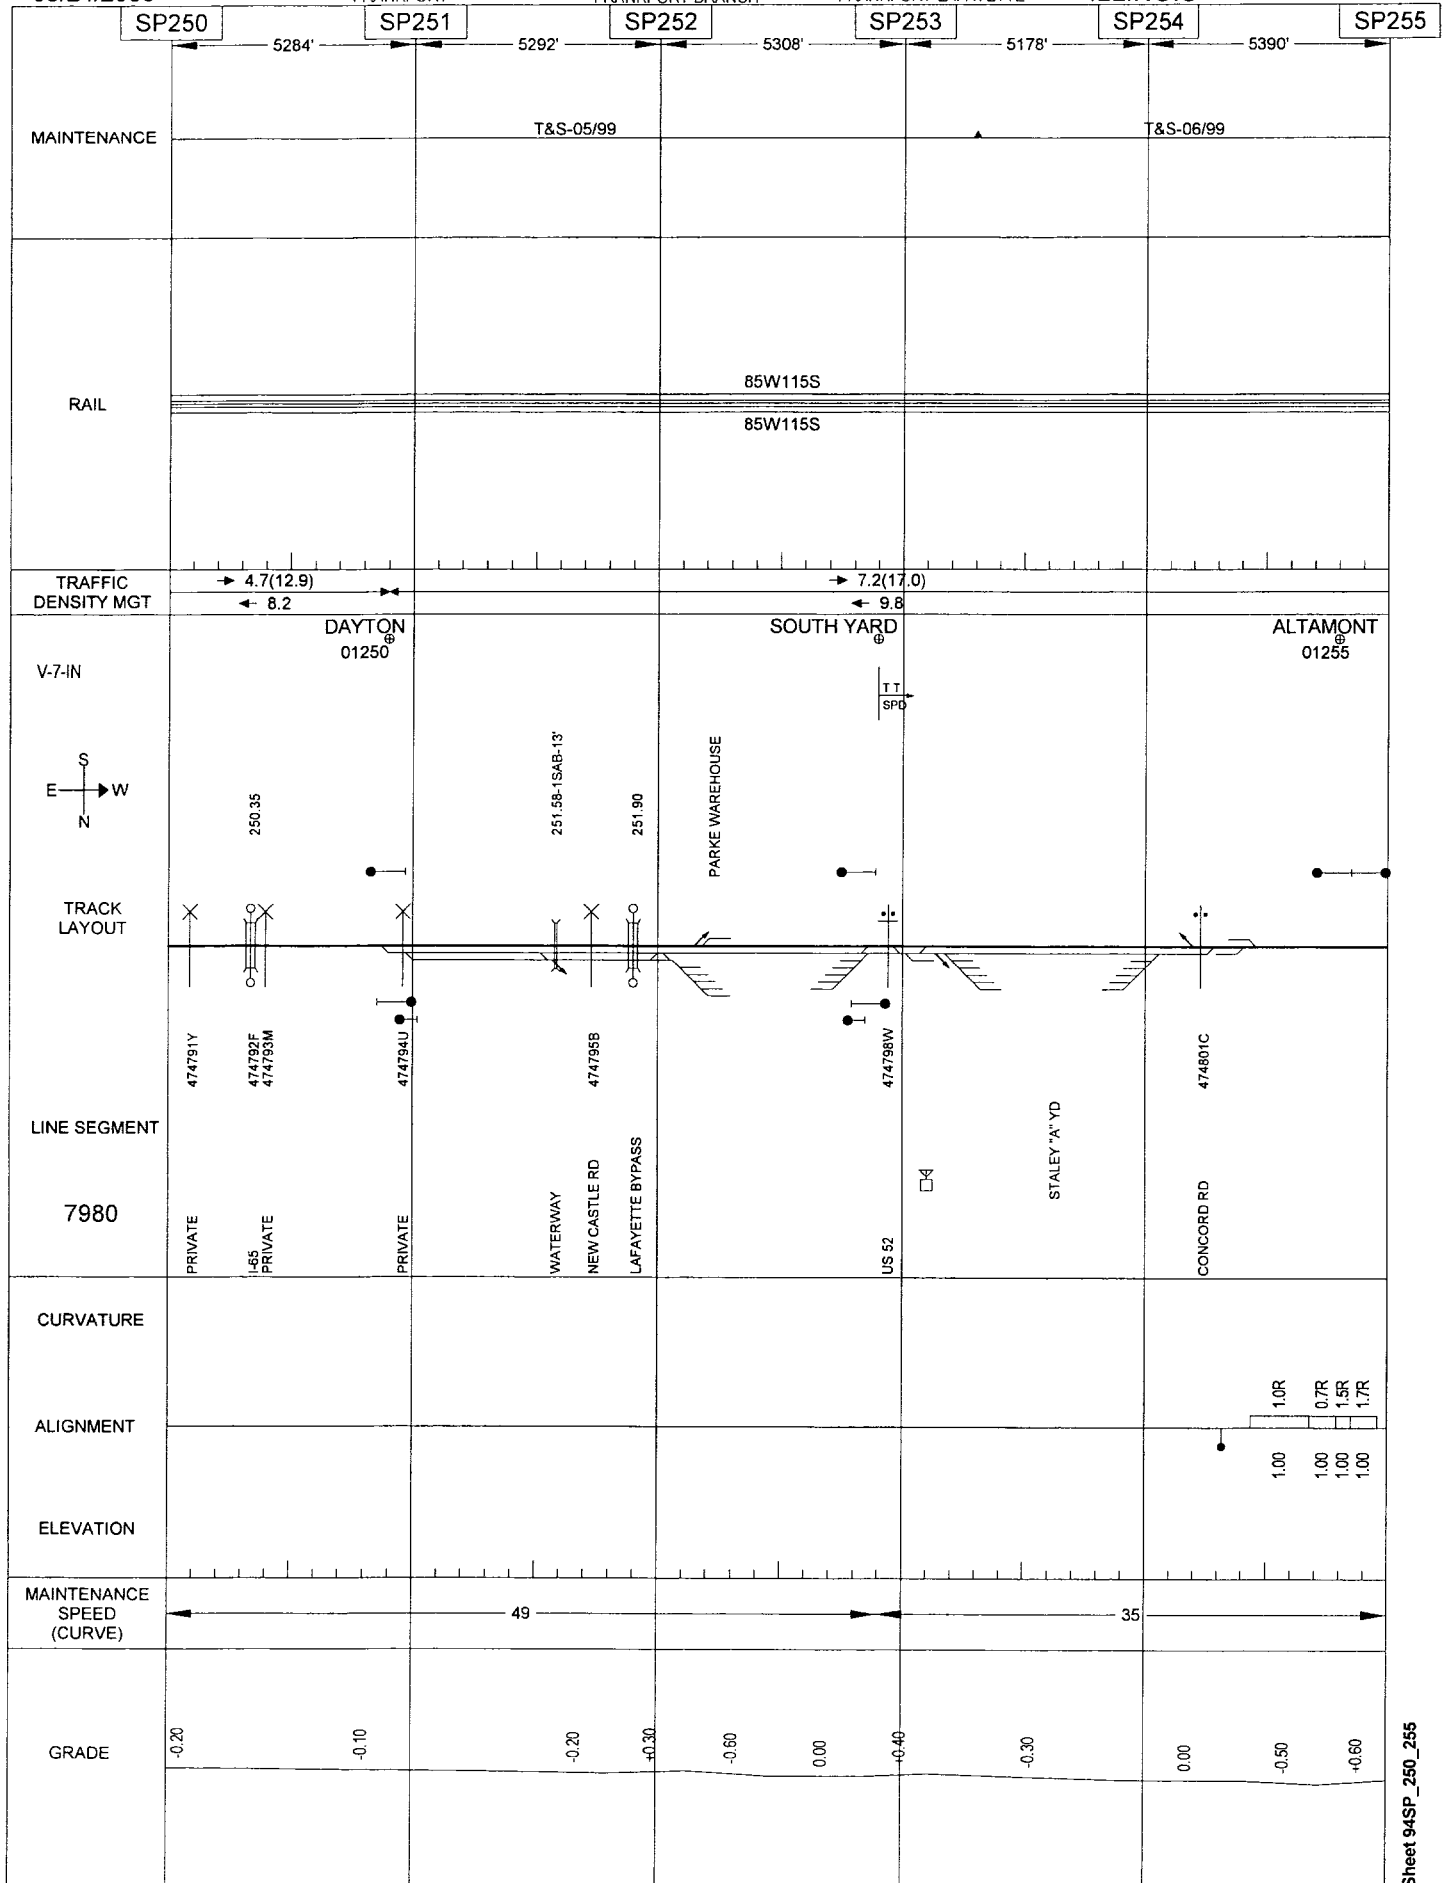 SP250 SP251 SP252 SP253 SP254 SP255
5284' 5292' 5308' 5178' 5390'
MAINTENANCE
T&S-05/99 T&S-06/99
RAIL
85W115S
85W115S
TRAFFIC
DENSITY MGT
4.7(12.9) 7.2(17.0)
8.2 9.8
DAYTON SOUTH YARD ALTAMONT
01250 01255
V-7-IN
T T
SPD
S
E W
N
250.35
251.58-1SAB-13'
251.90
PARKE WAREHOUSE
TRACK
LAYOUT
474791Y
474792F
474793M
474794U
474795B
474798W
474801C
LINE SEGMENT
7980
PRIVATE
I-65
PRIVATE
PRIVATE
WATERWAY
NEW CASTLE RD
LAFAYETTE BYPASS
US 52
STALEY "A" YD
CONCORD RD
CURVATURE
ALIGNMENT
1.0R 0.7R 1.5R 1.7R
1.00 1.00 1.00 1.00
ELEVATION
MAINTENANCE
SPEED
(CURVE)
49 35
GRADE
-0.20 -0.10 -0.20 +0.30 -0.60 0.00 +0.40 -0.30 0.00 -0.50 +0.60
Sheet 94SP_250_255